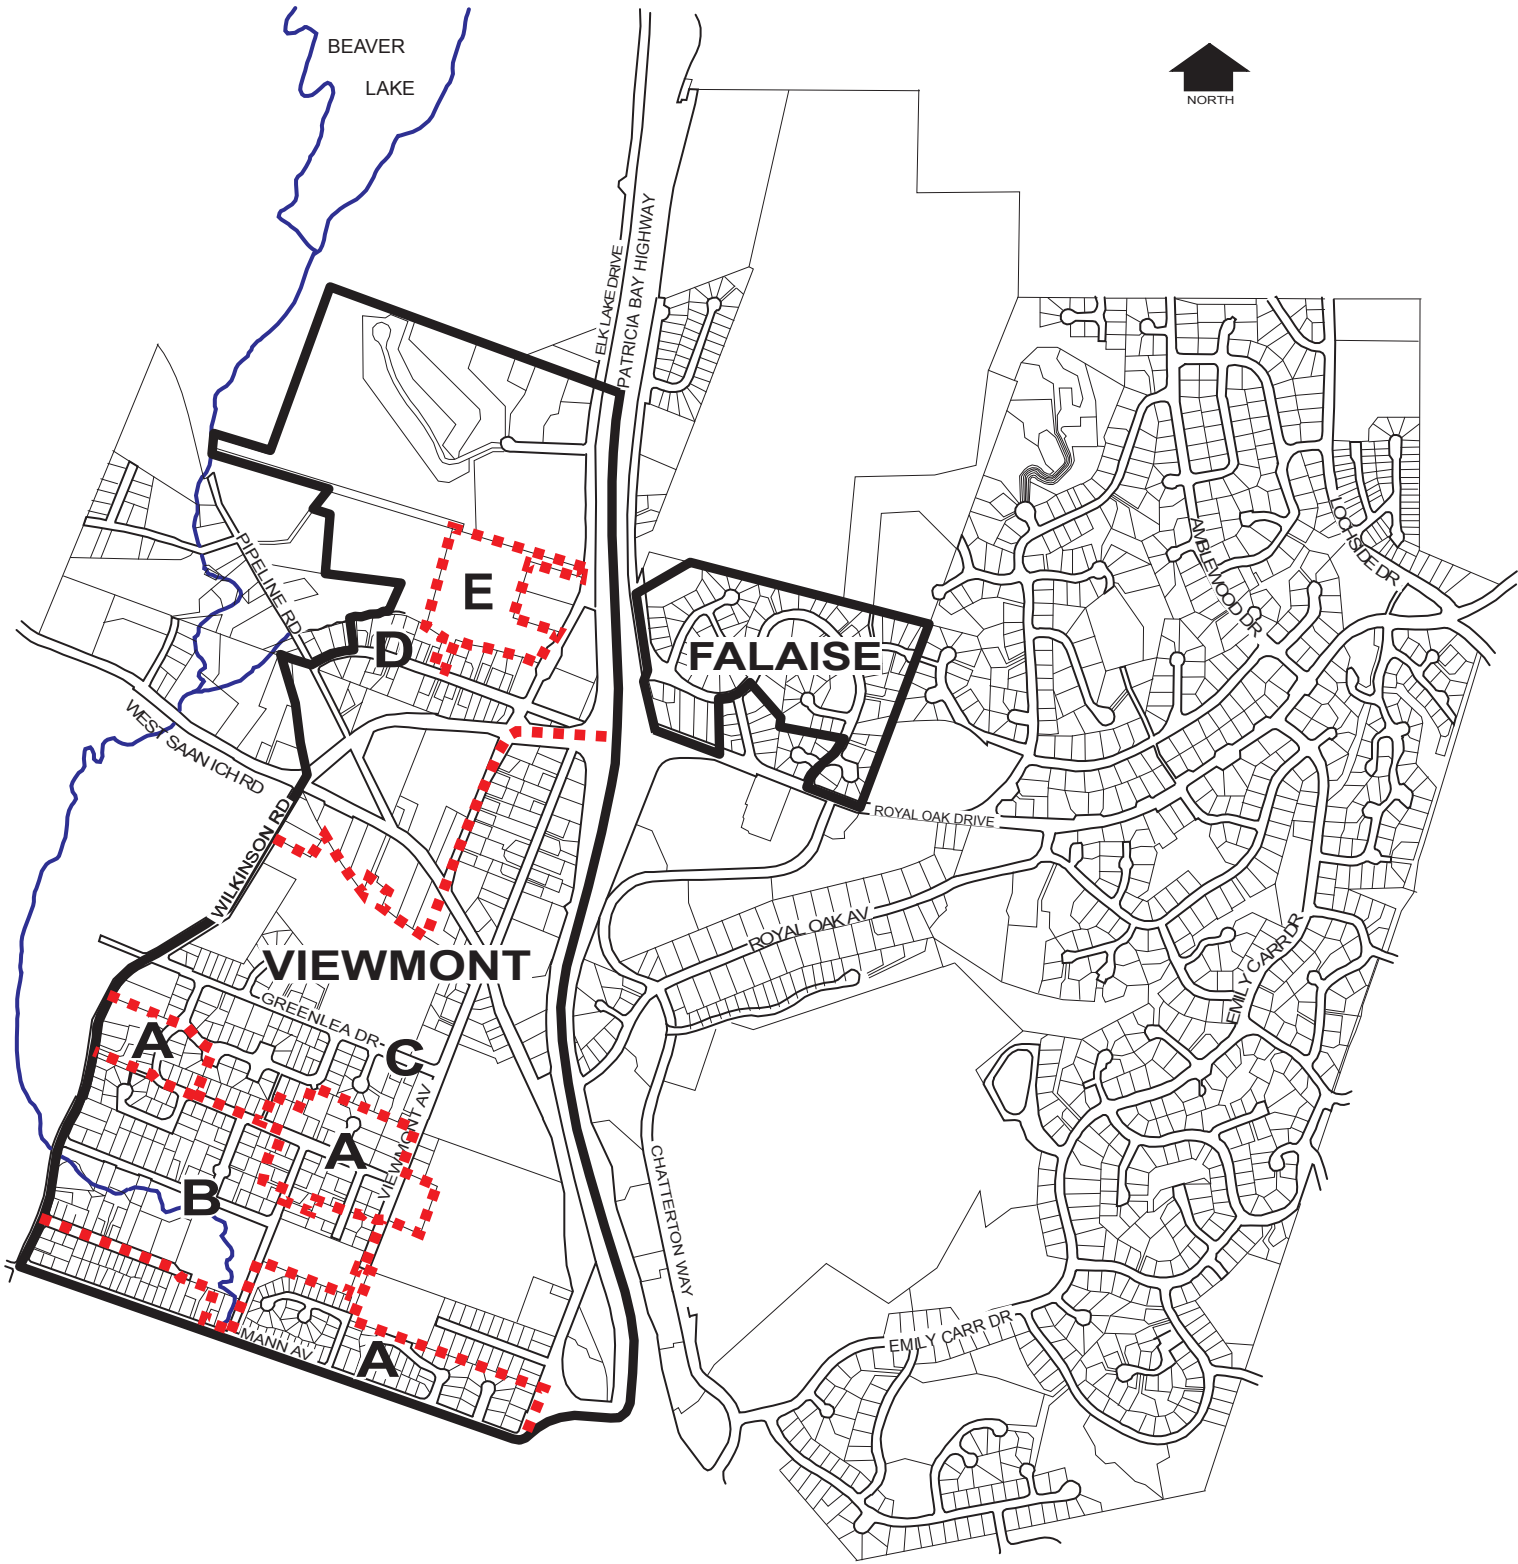 BEAVER
LAKE
NORTH
ELK LAKE DRIVE
PATRICIA BAY HIGHWAY
PIPELINE RD
E
D
FALAISE
AMBLEWOOD DR
LOCHSIDE DR
WEST SAANICH RD
WILKINSON RD
ROYAL OAK DRIVE
ROYAL OAK AV
EMILY CARR DR
VIEWMONT
GREENLEA DR
A
C
A
VIEWMONT AV
B
CHATTERTON WAY
MANN AV
A
EMILY CARR DR